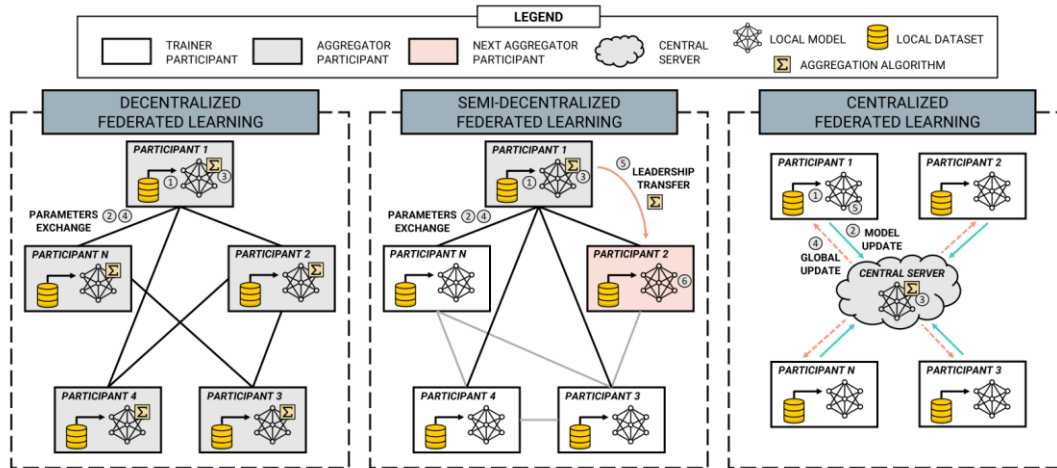 LEGEND
TRAINER
PARTICIPANT
AGGREGATOR
PARTICIPANT
NEXT AGGREGATOR
PARTICIPANT
CENTRAL
SERVER
LOCAL MODEL
LOCAL DATASET
Σ AGGREGATION ALGORITHM
DECENTRALIZED
FEDERATED LEARNING
PARTICIPANT 1
Σ
① ③
PARAMETERS ② ④
EXCHANGE
PARTICIPANT N
Σ
PARTICIPANT 2
Σ
PARTICIPANT 4
Σ
PARTICIPANT 3
Σ
SEMI-DECENTRALIZED
FEDERATED LEARNING
PARTICIPANT 1
Σ
① ③
⑤ LEADERSHIP
TRANSFER
Σ
PARAMETERS ② ④
EXCHANGE
PARTICIPANT N
PARTICIPANT 2
⑥
PARTICIPANT 4
PARTICIPANT 3
CENTRALIZED
FEDERATED LEARNING
PARTICIPANT 1
① ⑤
PARTICIPANT 2
② MODEL
UPDATE
④ GLOBAL
UPDATE
CENTRAL SERVER
Σ
③
PARTICIPANT N
PARTICIPANT 3